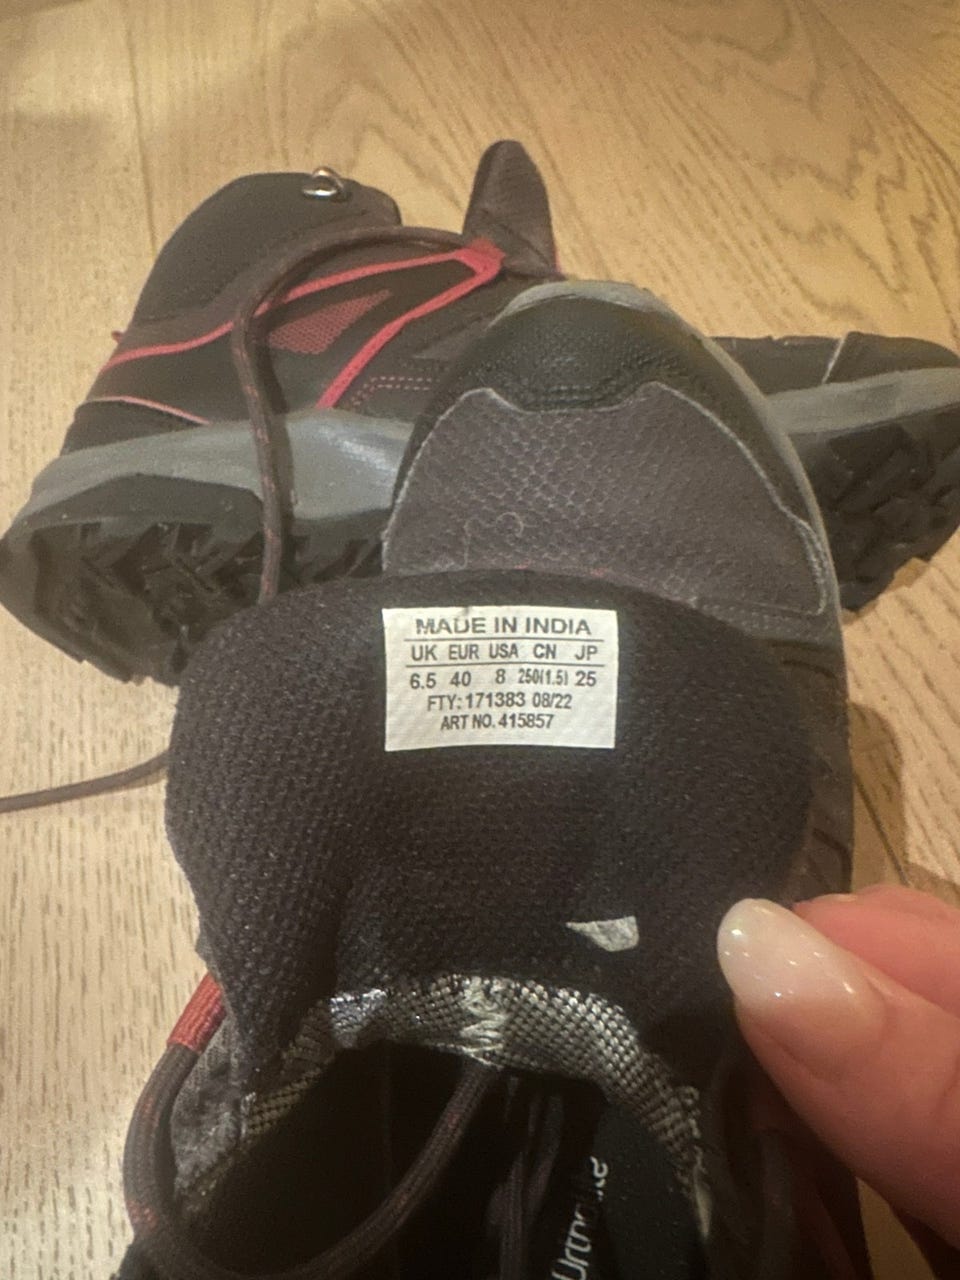 MADE IN INDIA
UK EUR USA CN JP
6.5 40 8 250(1.5) 25
FTY: 171383 08/22
ART NO. 415857